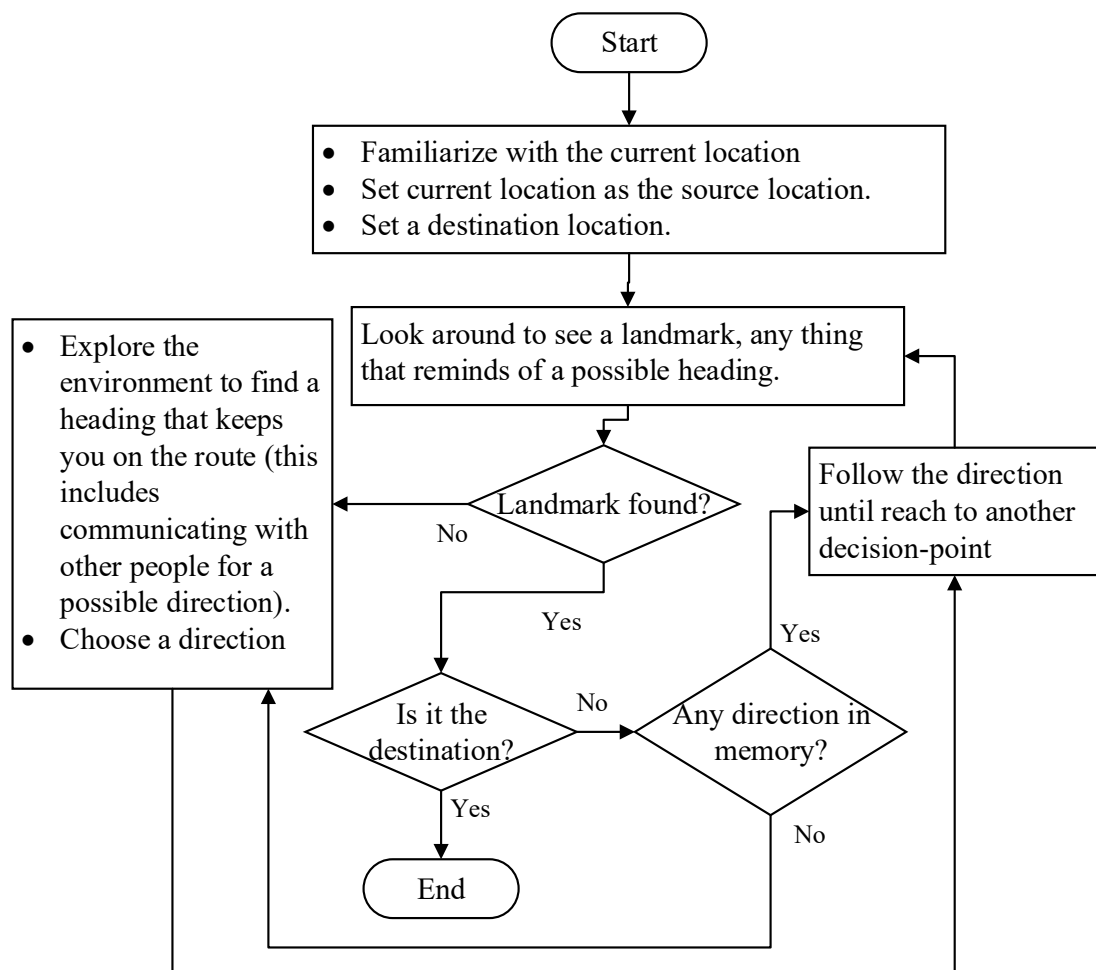 Start
• Familiarize with the current location
• Set current location as the source location.
• Set a destination location.
Look around to see a landmark, any thing
that reminds of a possible heading.
• Explore the
environment to find a
heading that keeps
you on the route (this
includes
communicating with
other people for a
possible direction).
• Choose a direction
Landmark found?
No
Yes
Follow the direction
until reach to another
decision-point
Yes
Is it the
destination?
No
Any direction in
memory?
Yes
No
End